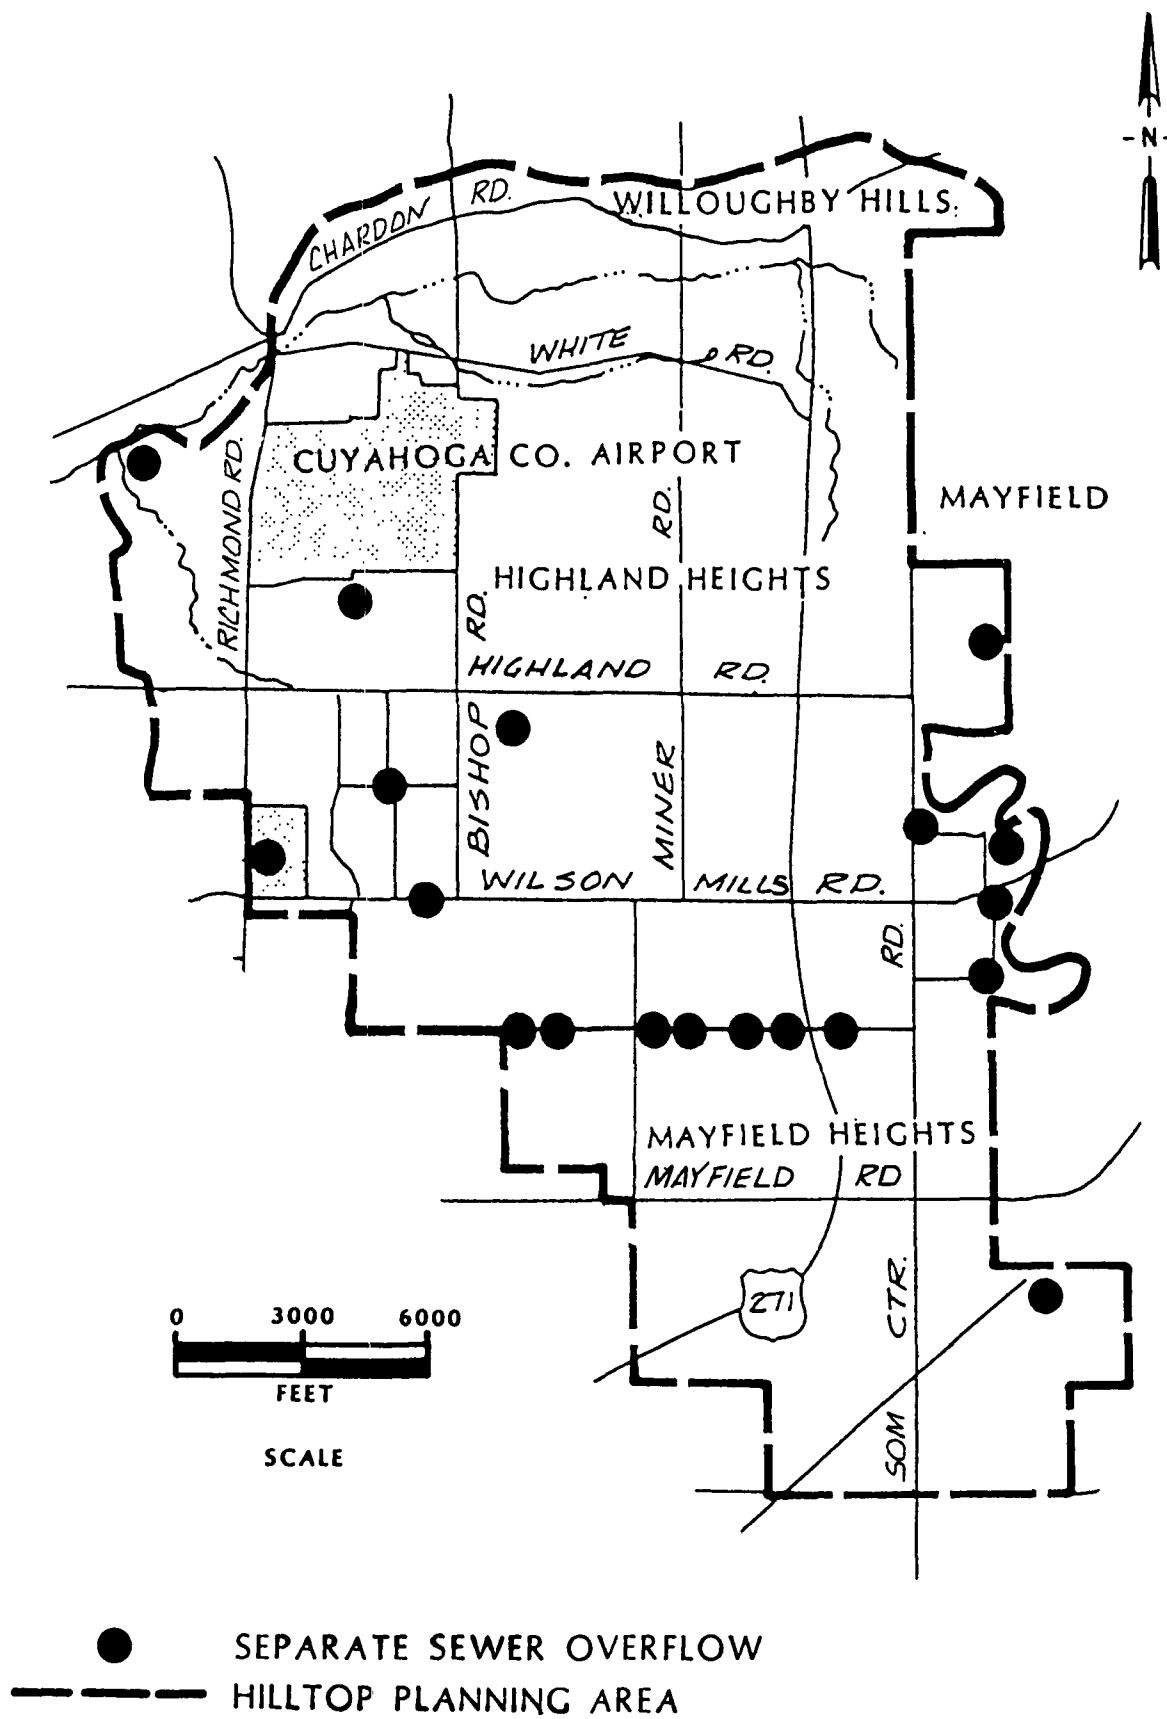 - N -
CHARDON RD.
WILLOUGHBY HILLS
WHITE RD.
CUYAHOGA CO. AIRPORT
RICHMOND RD.
MAYFIELD
HIGHLAND HEIGHTS
BISHOP RD.
MINER RD.
HIGHLAND RD.
WILSON MILLS RD.
SOM CTR. RD.
MAYFIELD HEIGHTS
MAYFIELD RD
271
0 3000 6000
FEET
SCALE
SEPARATE SEWER OVERFLOW
HILLTOP PLANNING AREA